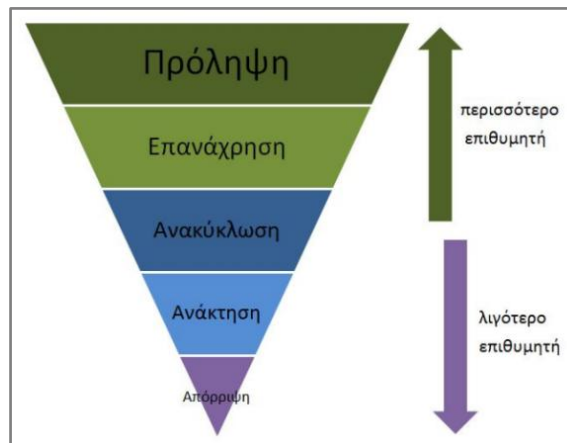 Πρόληψη
Επανάχρηση
Ανακύκλωση
Ανάκτηση
Απόρριψη
περισσότερο
επιθυμητή
λιγότερο
επιθυμητή